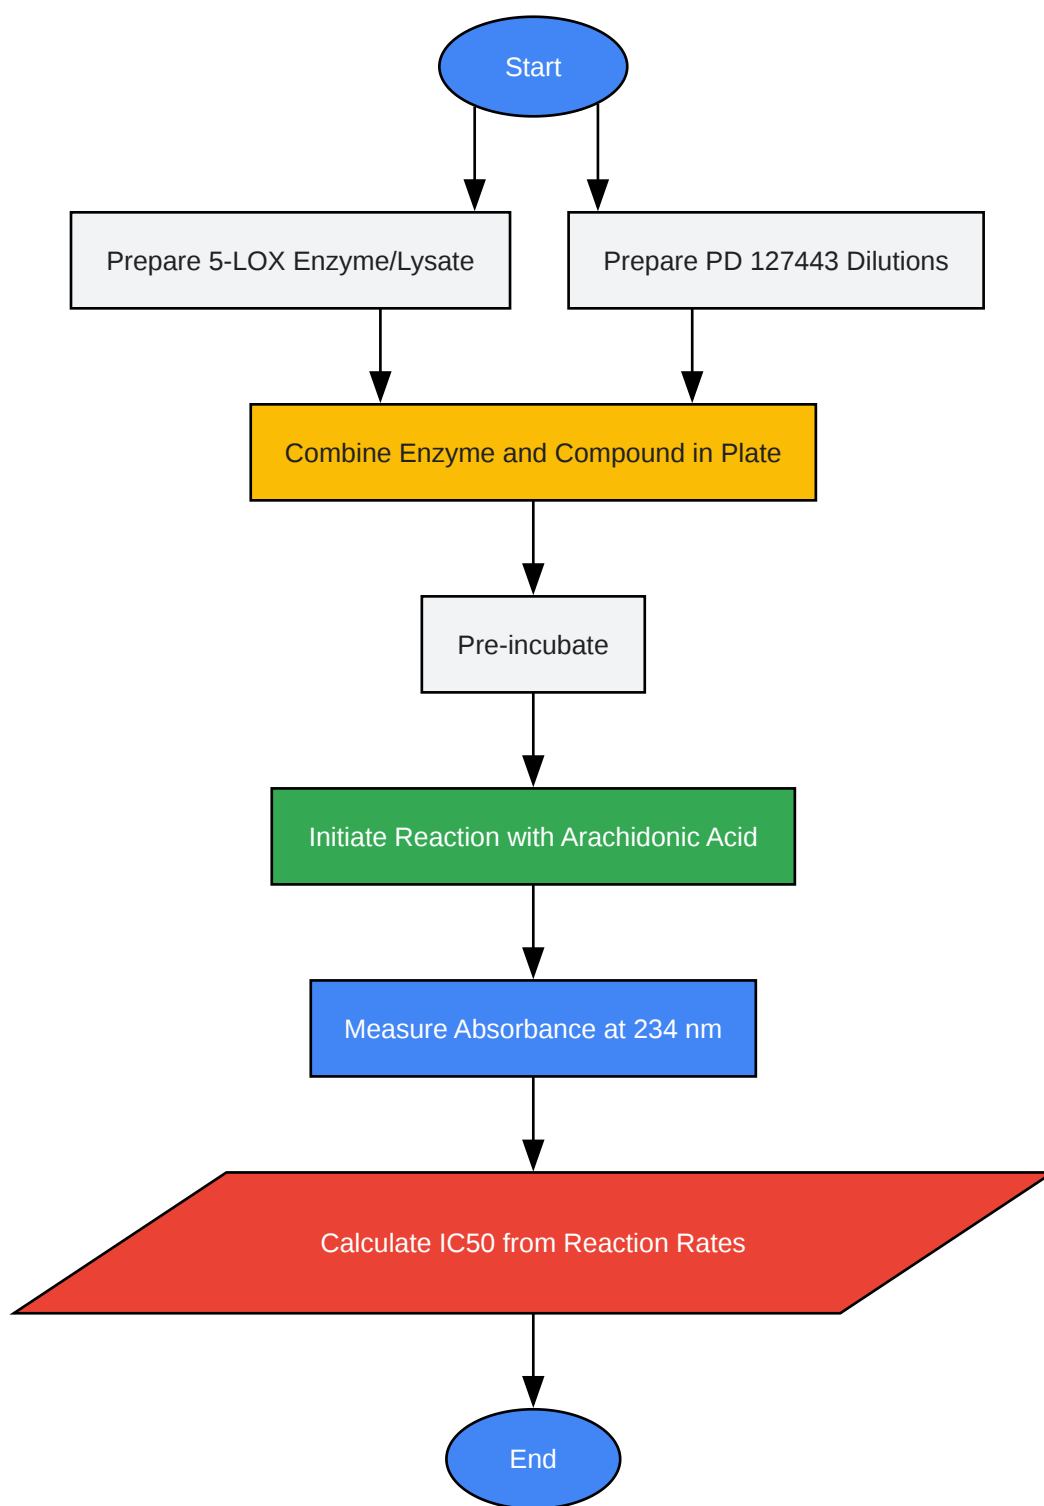 Start
Prepare 5-LOX Enzyme/Lysate
Prepare PD 127443 Dilutions
Combine Enzyme and Compound in Plate
Pre-incubate
Initiate Reaction with Arachidonic Acid
Measure Absorbance at 234 nm
Calculate IC50 from Reaction Rates
End